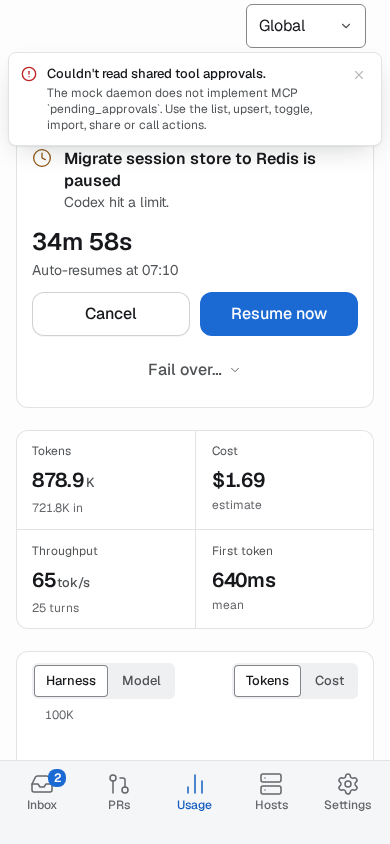 Global
Couldn't read shared tool approvals.
The mock daemon does not implement MCP
`pending_approvals`. Use the list, upsert, toggle,
import, share or call actions.
Migrate session store to Redis is
paused
Codex hit a limit.
34m 58s
Auto-resumes at 07:10
Cancel
Resume now
Fail over...
Tokens
878.9 K
721.8K in
Cost
$1.69
estimate
Throughput
65 tok/s
25 turns
First token
640ms
mean
Harness
Model
Tokens
Cost
100K
2
Inbox
PRs
Usage
Hosts
Settings